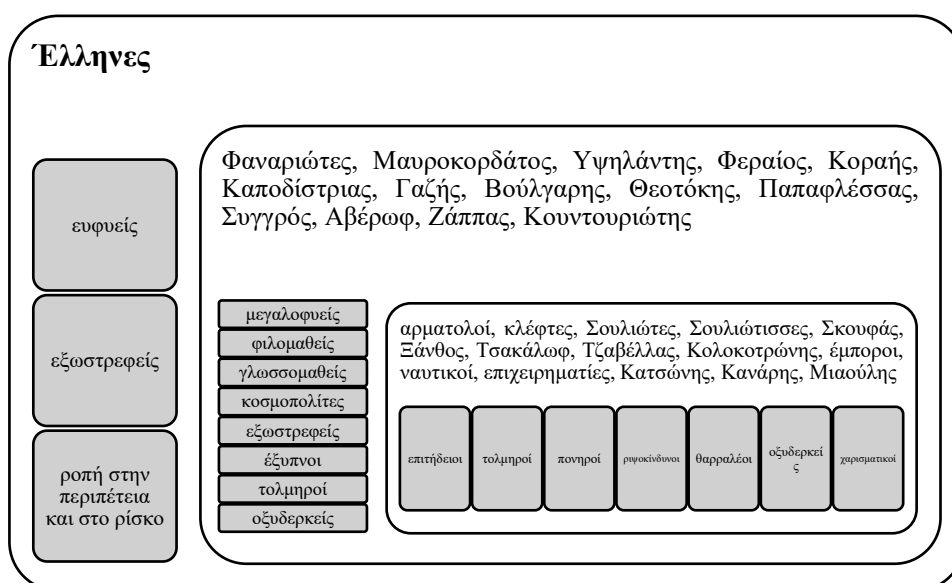 Έλληνες
ευφυείς
εξωστρεφείς
ροπή στην
περιπέτεια
και στο ρίσκο
Φαναριώτες, Μαυροκορδάτος, Υψηλάντης, Φεραίος, Κοραής,
Καποδίστριας, Γαζής, Βούλγαρης, Θεοτόκης, Παπαφλέσσας,
Συγγρός, Αβέρωφ, Ζάππας, Κουντουριώτης
μεγαλοφυείς
φιλομαθείς
γλωσσομαθείς
κοσμοπολίτες
εξωστρεφείς
έξυπνοι
τολμηροί
οξυδερκείς
αρματολοί, κλέφτες, Σουλιώτες, Σουλιώτισσες, Σκουφάς,
Ξάνθος, Τσακάλωφ, Τζαβέλλας, Κολοκοτρώνης, έμποροι,
ναυτικοί, επιχειρηματίες, Κατσώνης, Κανάρης, Μιαούλης
επιτήδειοι
τολμηροί
πονηροί
ριψοκίνδυνοι
θαρραλέοι
οξυδερκεί
ς
χαρισματικοί